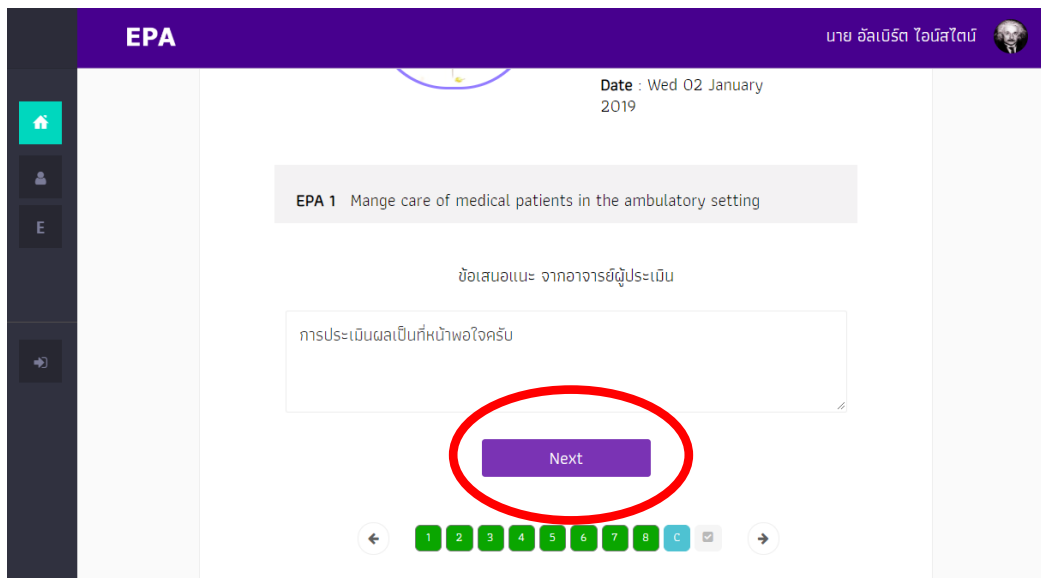 EPA
นาย อัลเบิร์ต ไอน์สไตน์
Date : Wed 02 January
2019
E
EPA 1 Mange care of medical patients in the ambulatory setting
ข้อเสนอแนะ จากอาจารย์ผู้ประเมิน
การประเมินผลเป็นที่หน้าพอใจครับ
Next
1 2 3 4 5 6 7 8 C